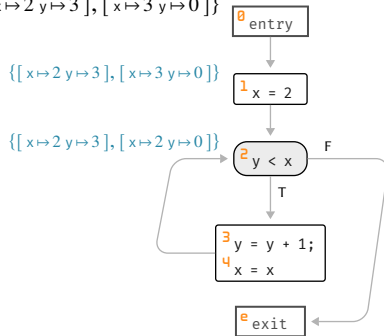 x↦2 y↦3 ], [ x↦3 y↦0 ]}
0 entry
{[ x↦2 y↦3 ], [ x↦3 y↦0 ]}
1 x = 2
{[ x↦2 y↦3 ], [ x↦2 y↦0 ]}
2 y < x
F
T
3 y = y + 1;
4 x = x
e exit